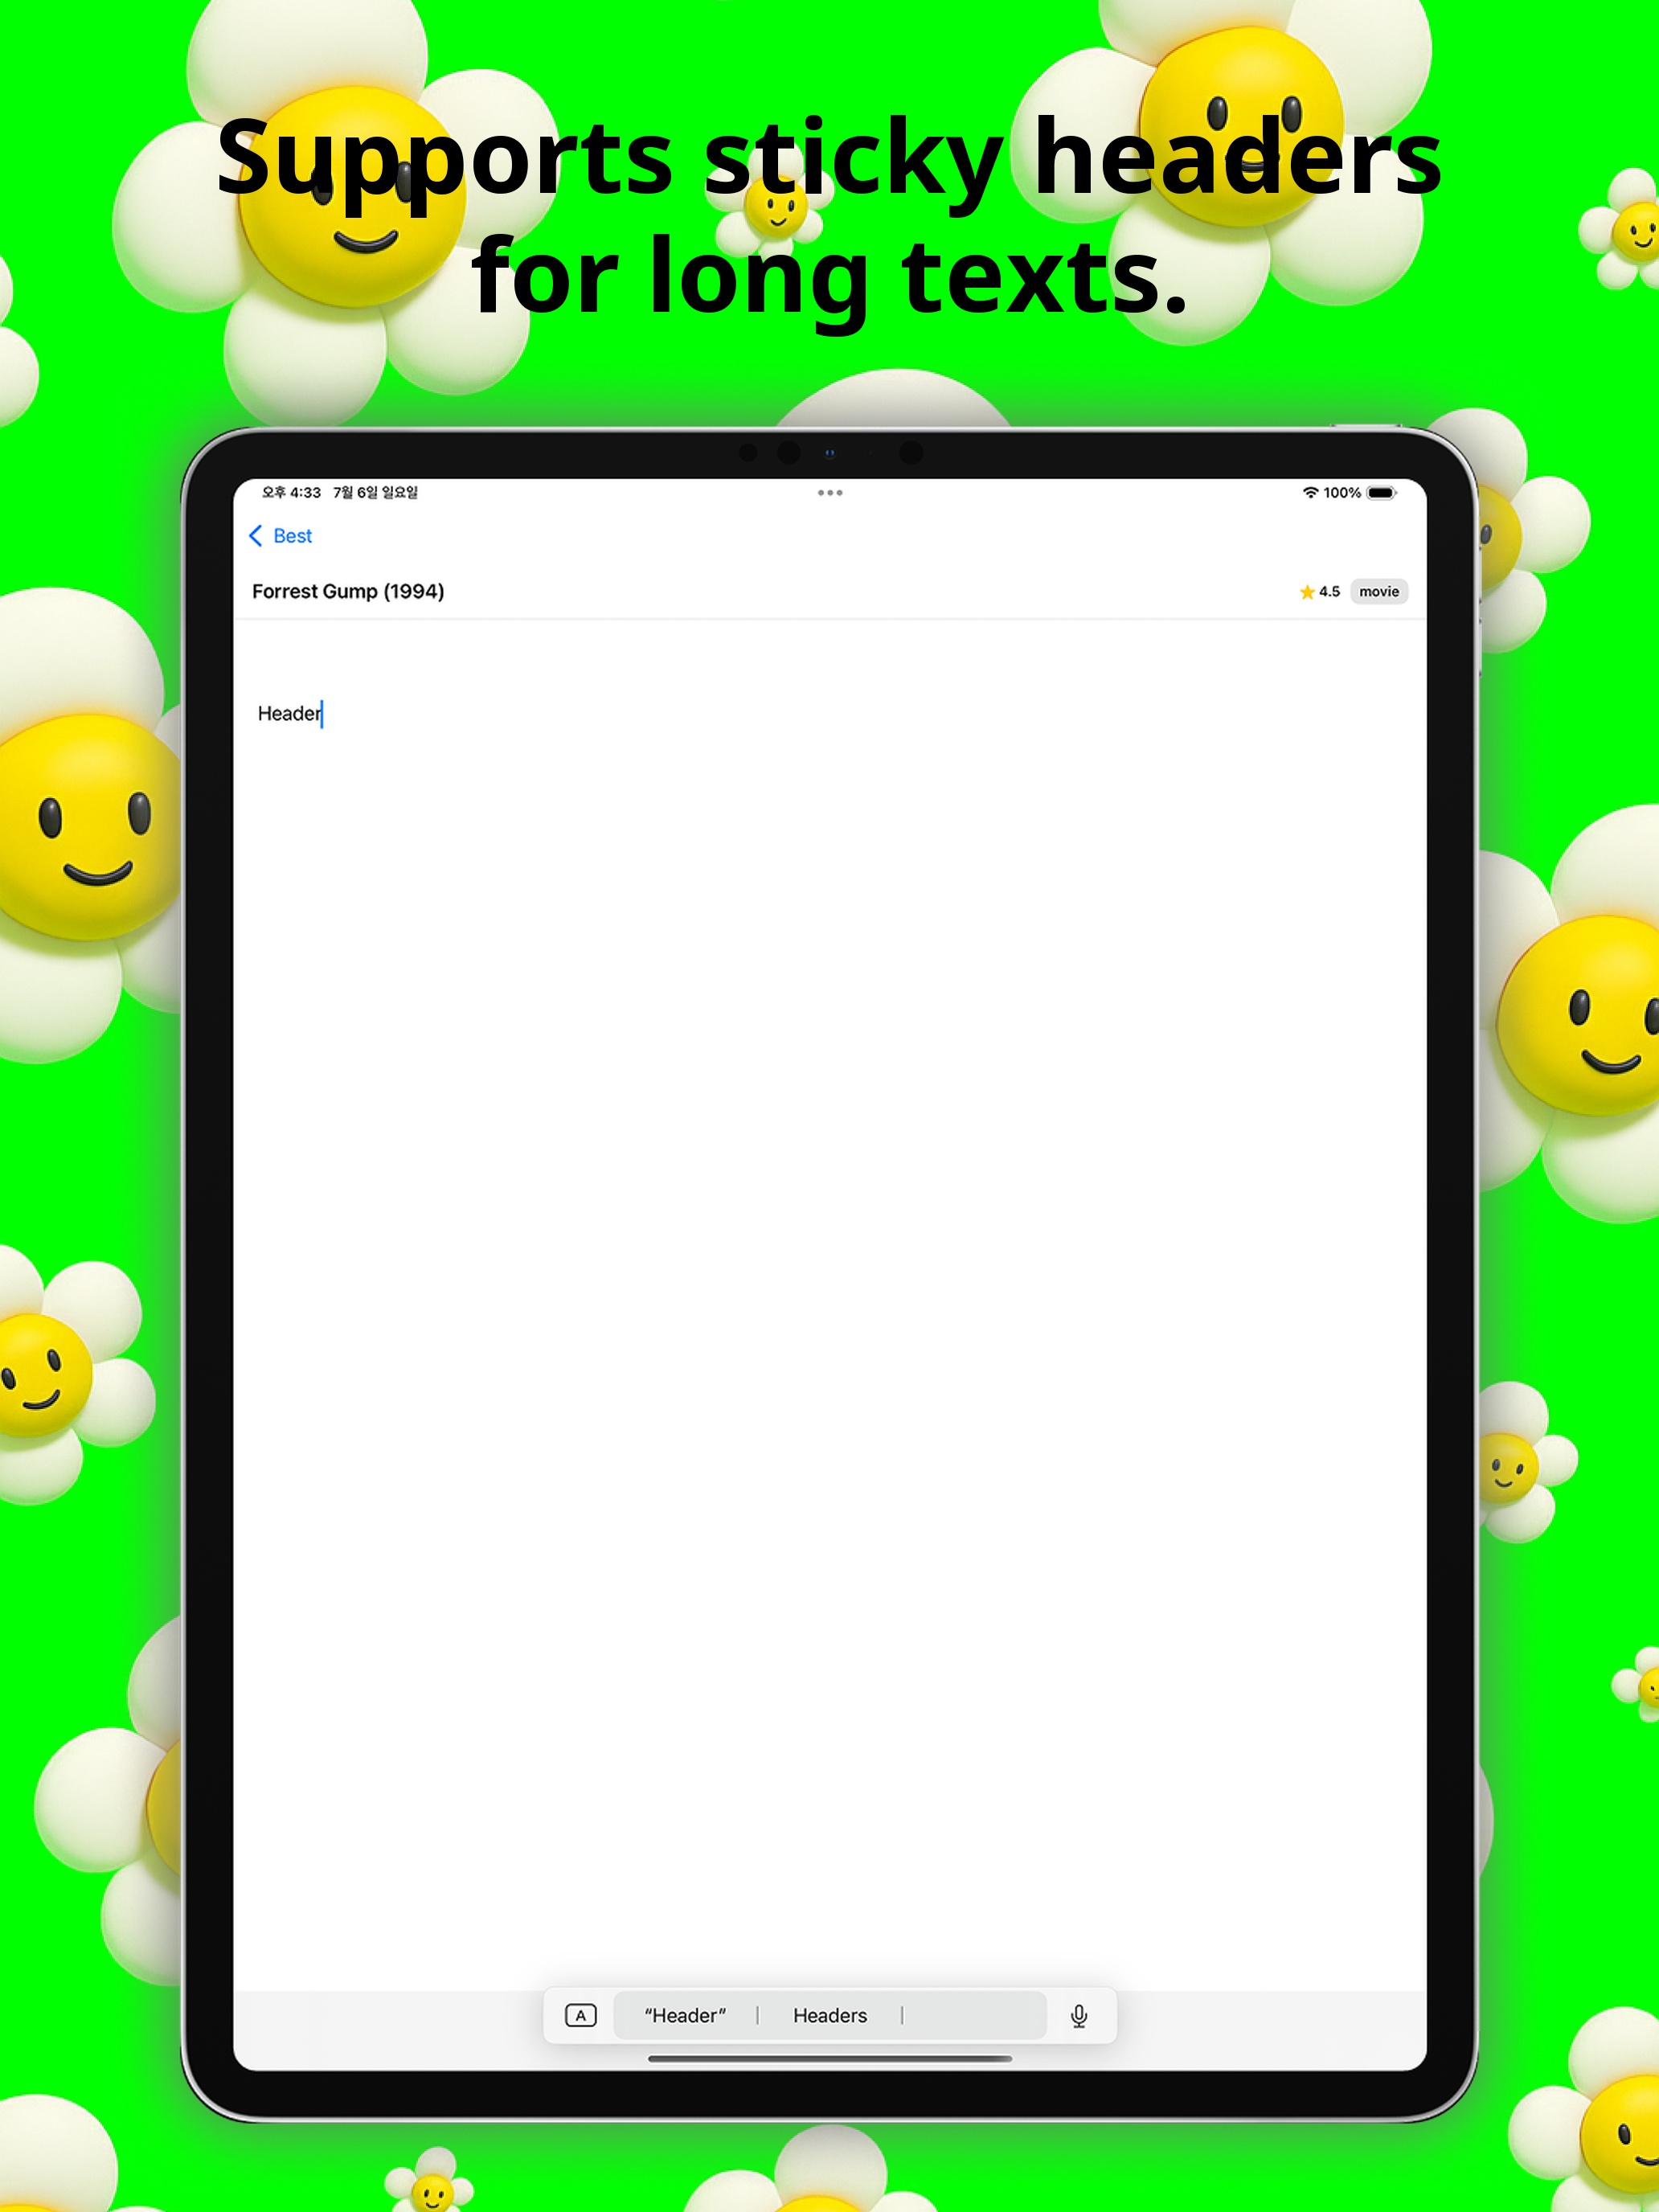 Supports sticky headers
for long texts.
오후 4:33 7월 6일 일요일
100%
Best
Forrest Gump (1994)
4.5 movie
Header
A "Header" Headers